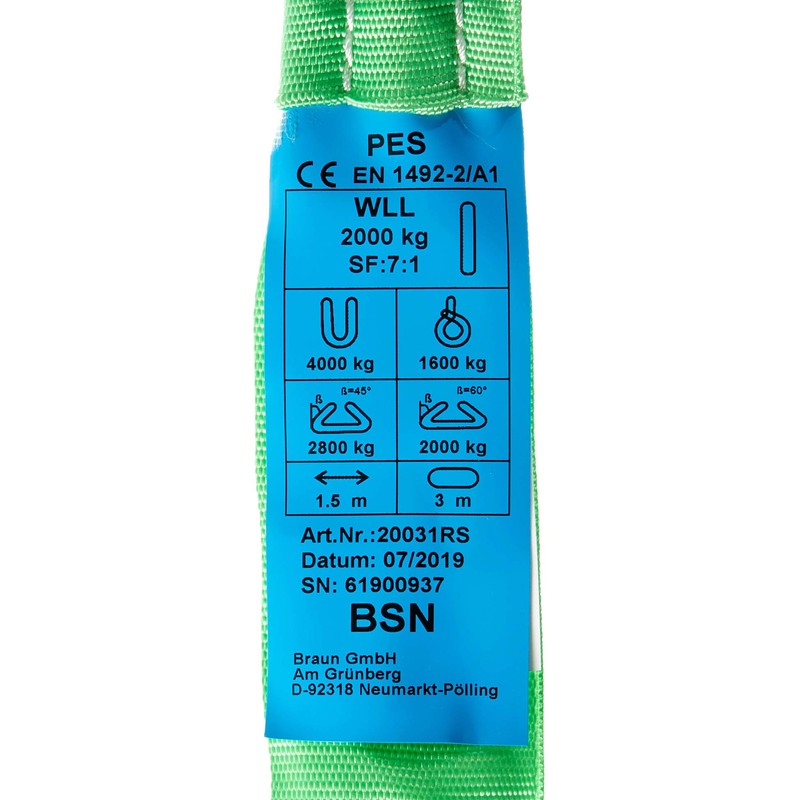 PES
CE EN 1492-2/A1
WLL
2000 kg
SF:7:1
4000 kg 1600 kg
ß ß=45° ß ß=60°
2800 kg 2000 kg
1.5 m 3 m
Art.Nr.:20031RS
Datum: 07/2019
SN: 61900937
BSN
Braun GmbH
Am Grünberg
D-92318 Neumarkt-Pölling